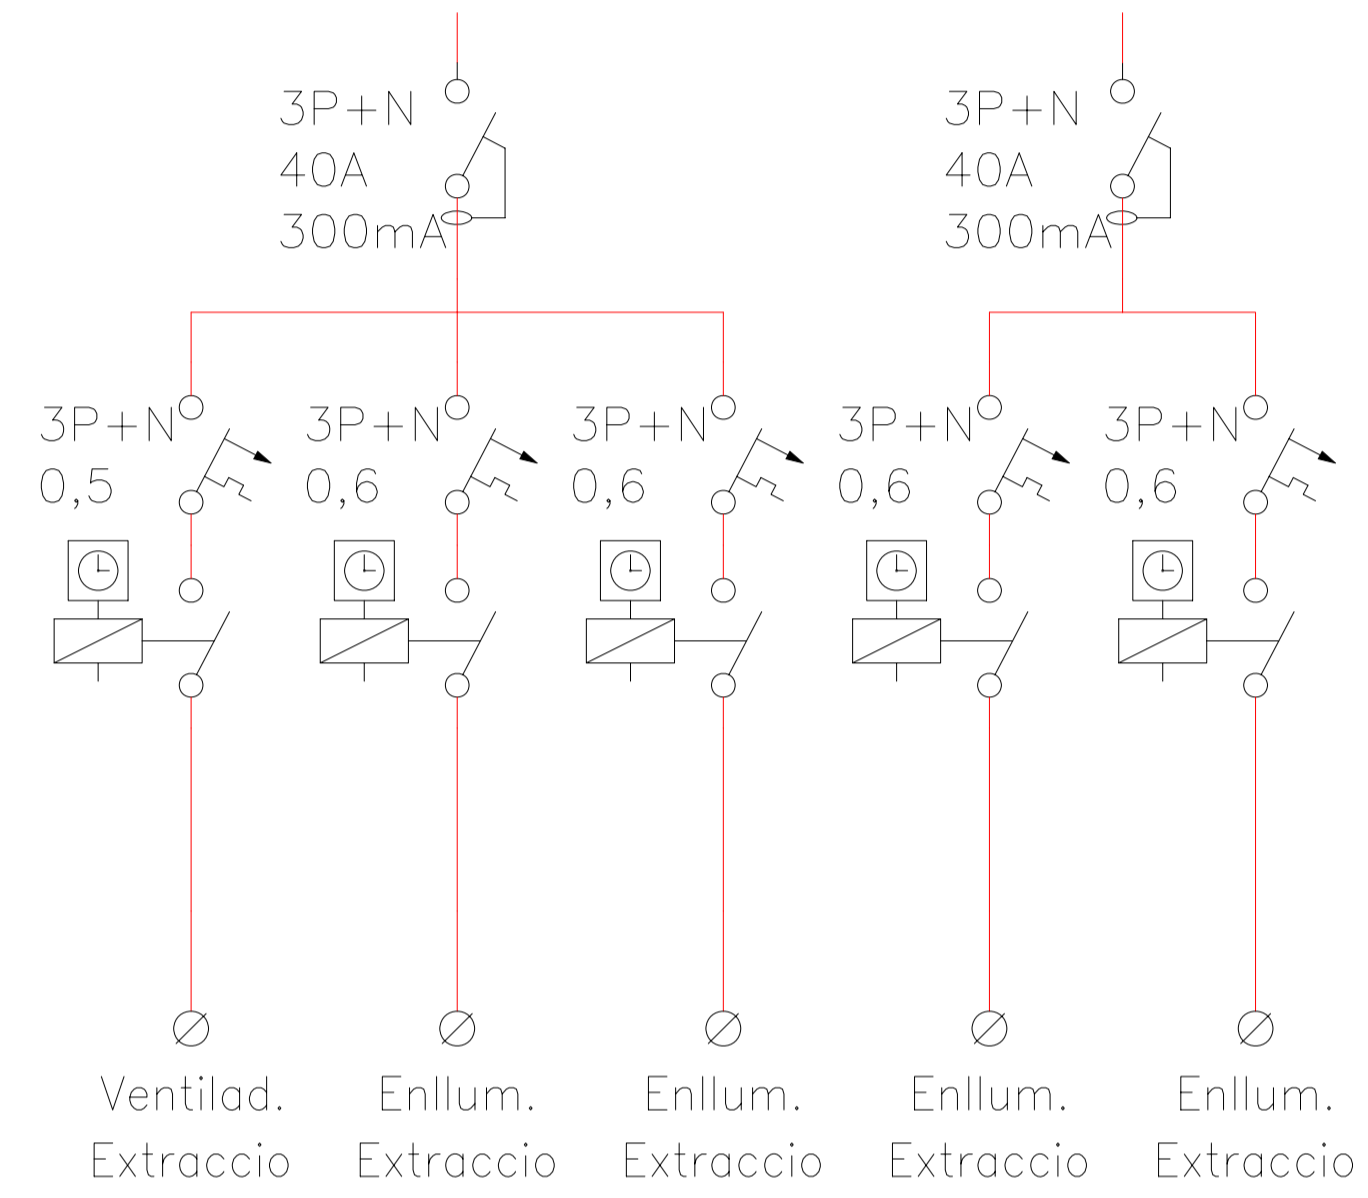 3P+N
40A
300mA
3P+N
40A
300mA
3P+N
0,5
3P+N
0,6
3P+N
0,6
3P+N
0,6
3P+N
0,6
Ventilad.
Extraccio
Enllum.
Extraccio
Enllum.
Extraccio
Enllum.
Extraccio
Enllum.
Extraccio